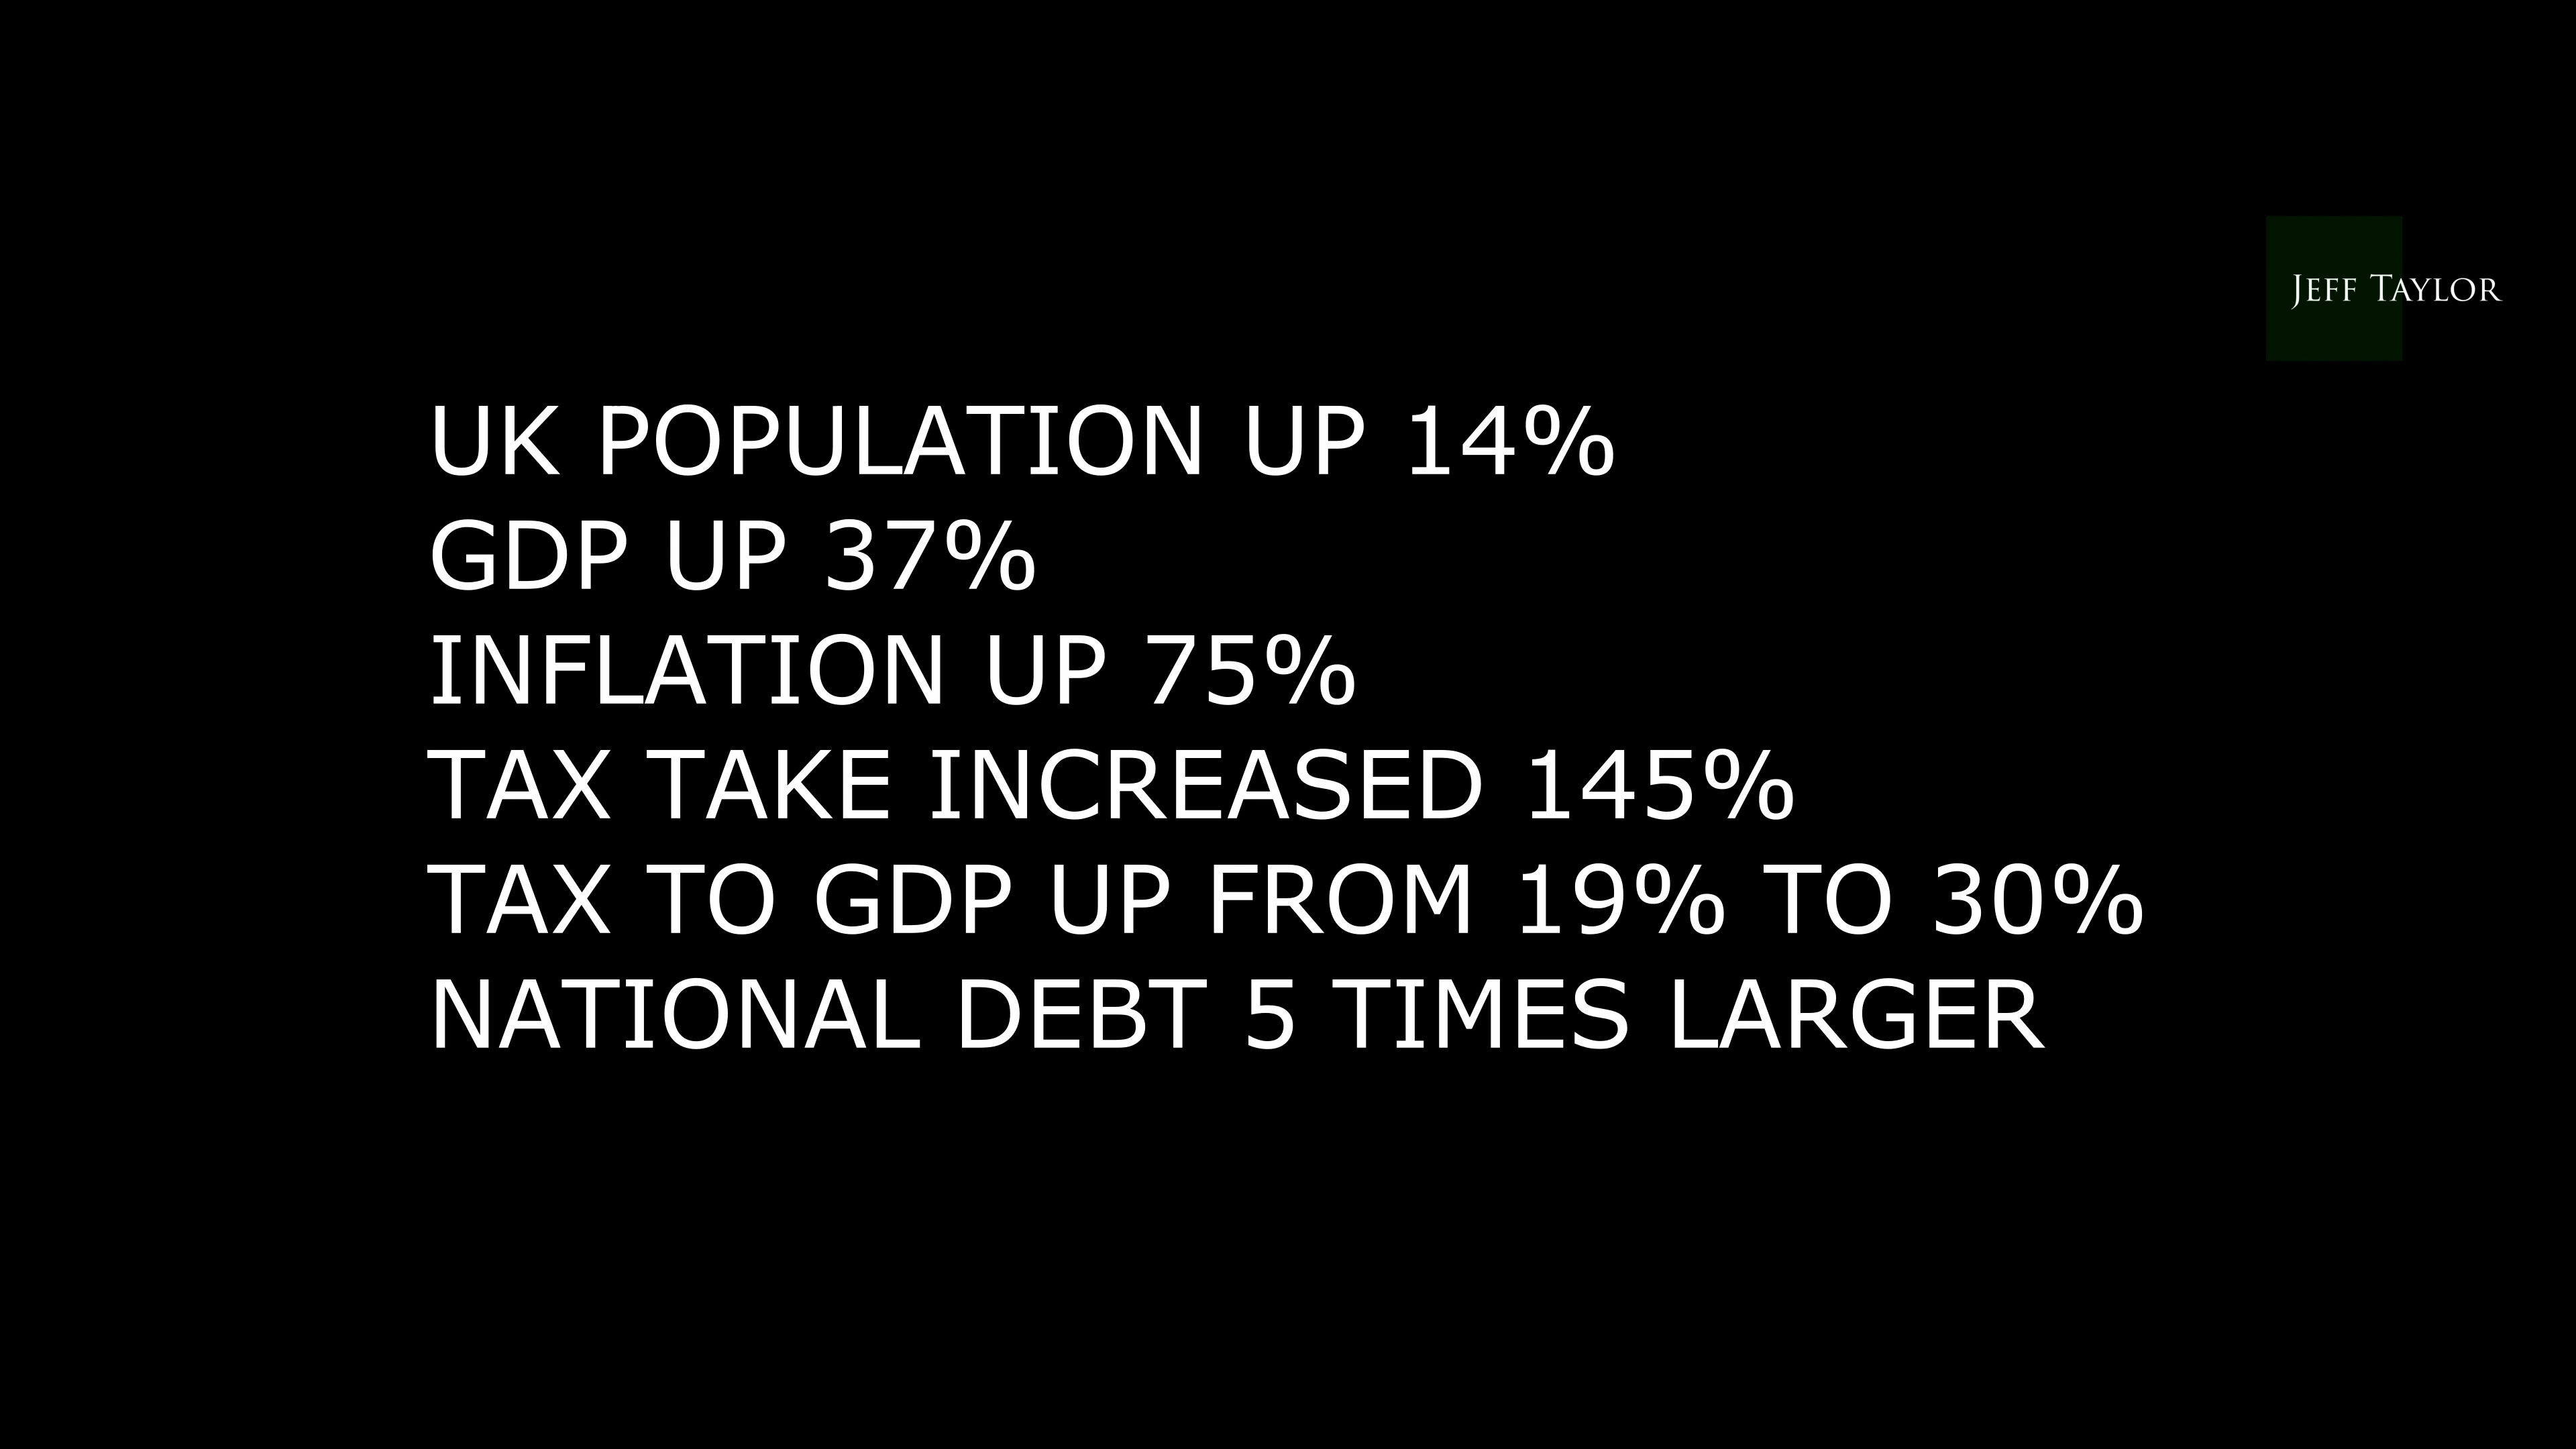 JEFF TAYLOR
UK POPULATION UP 14%
GDP UP 37%
INFLATION UP 75%
TAX TAKE INCREASED 145%
TAX TO GDP UP FROM 19% TO 30%
NATIONAL DEBT 5 TIMES LARGER